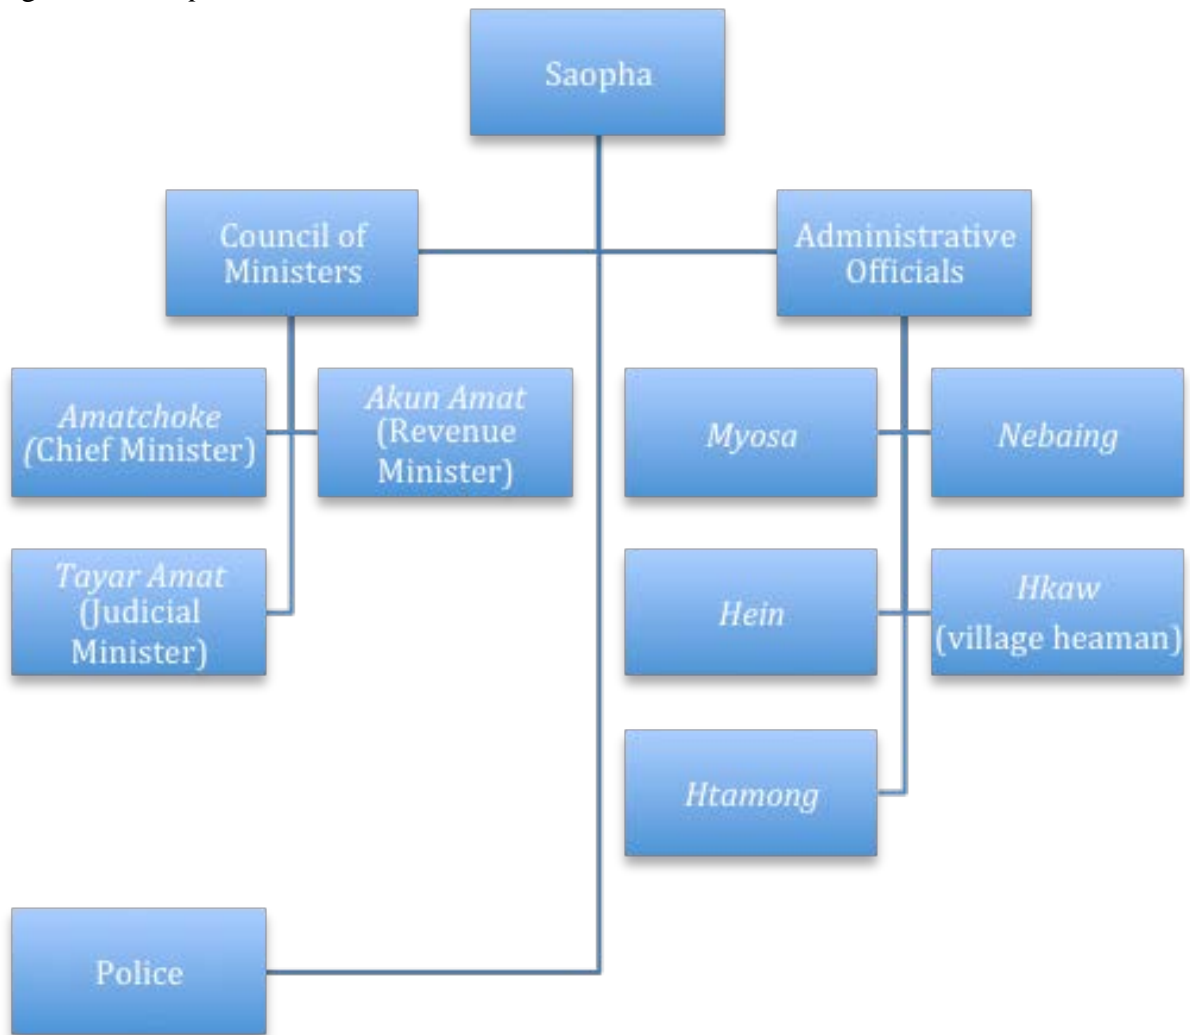 Saopha
Council of
Ministers
Administrative
Officials
Amatchoke
(Chief Minister)
Akun Amat
(Revenue
Minister)
Myosa
Nebaing
Tayar Amat
(Judicial
Minister)
Hein
Hkaw
(village heaman)
Htamong
Police